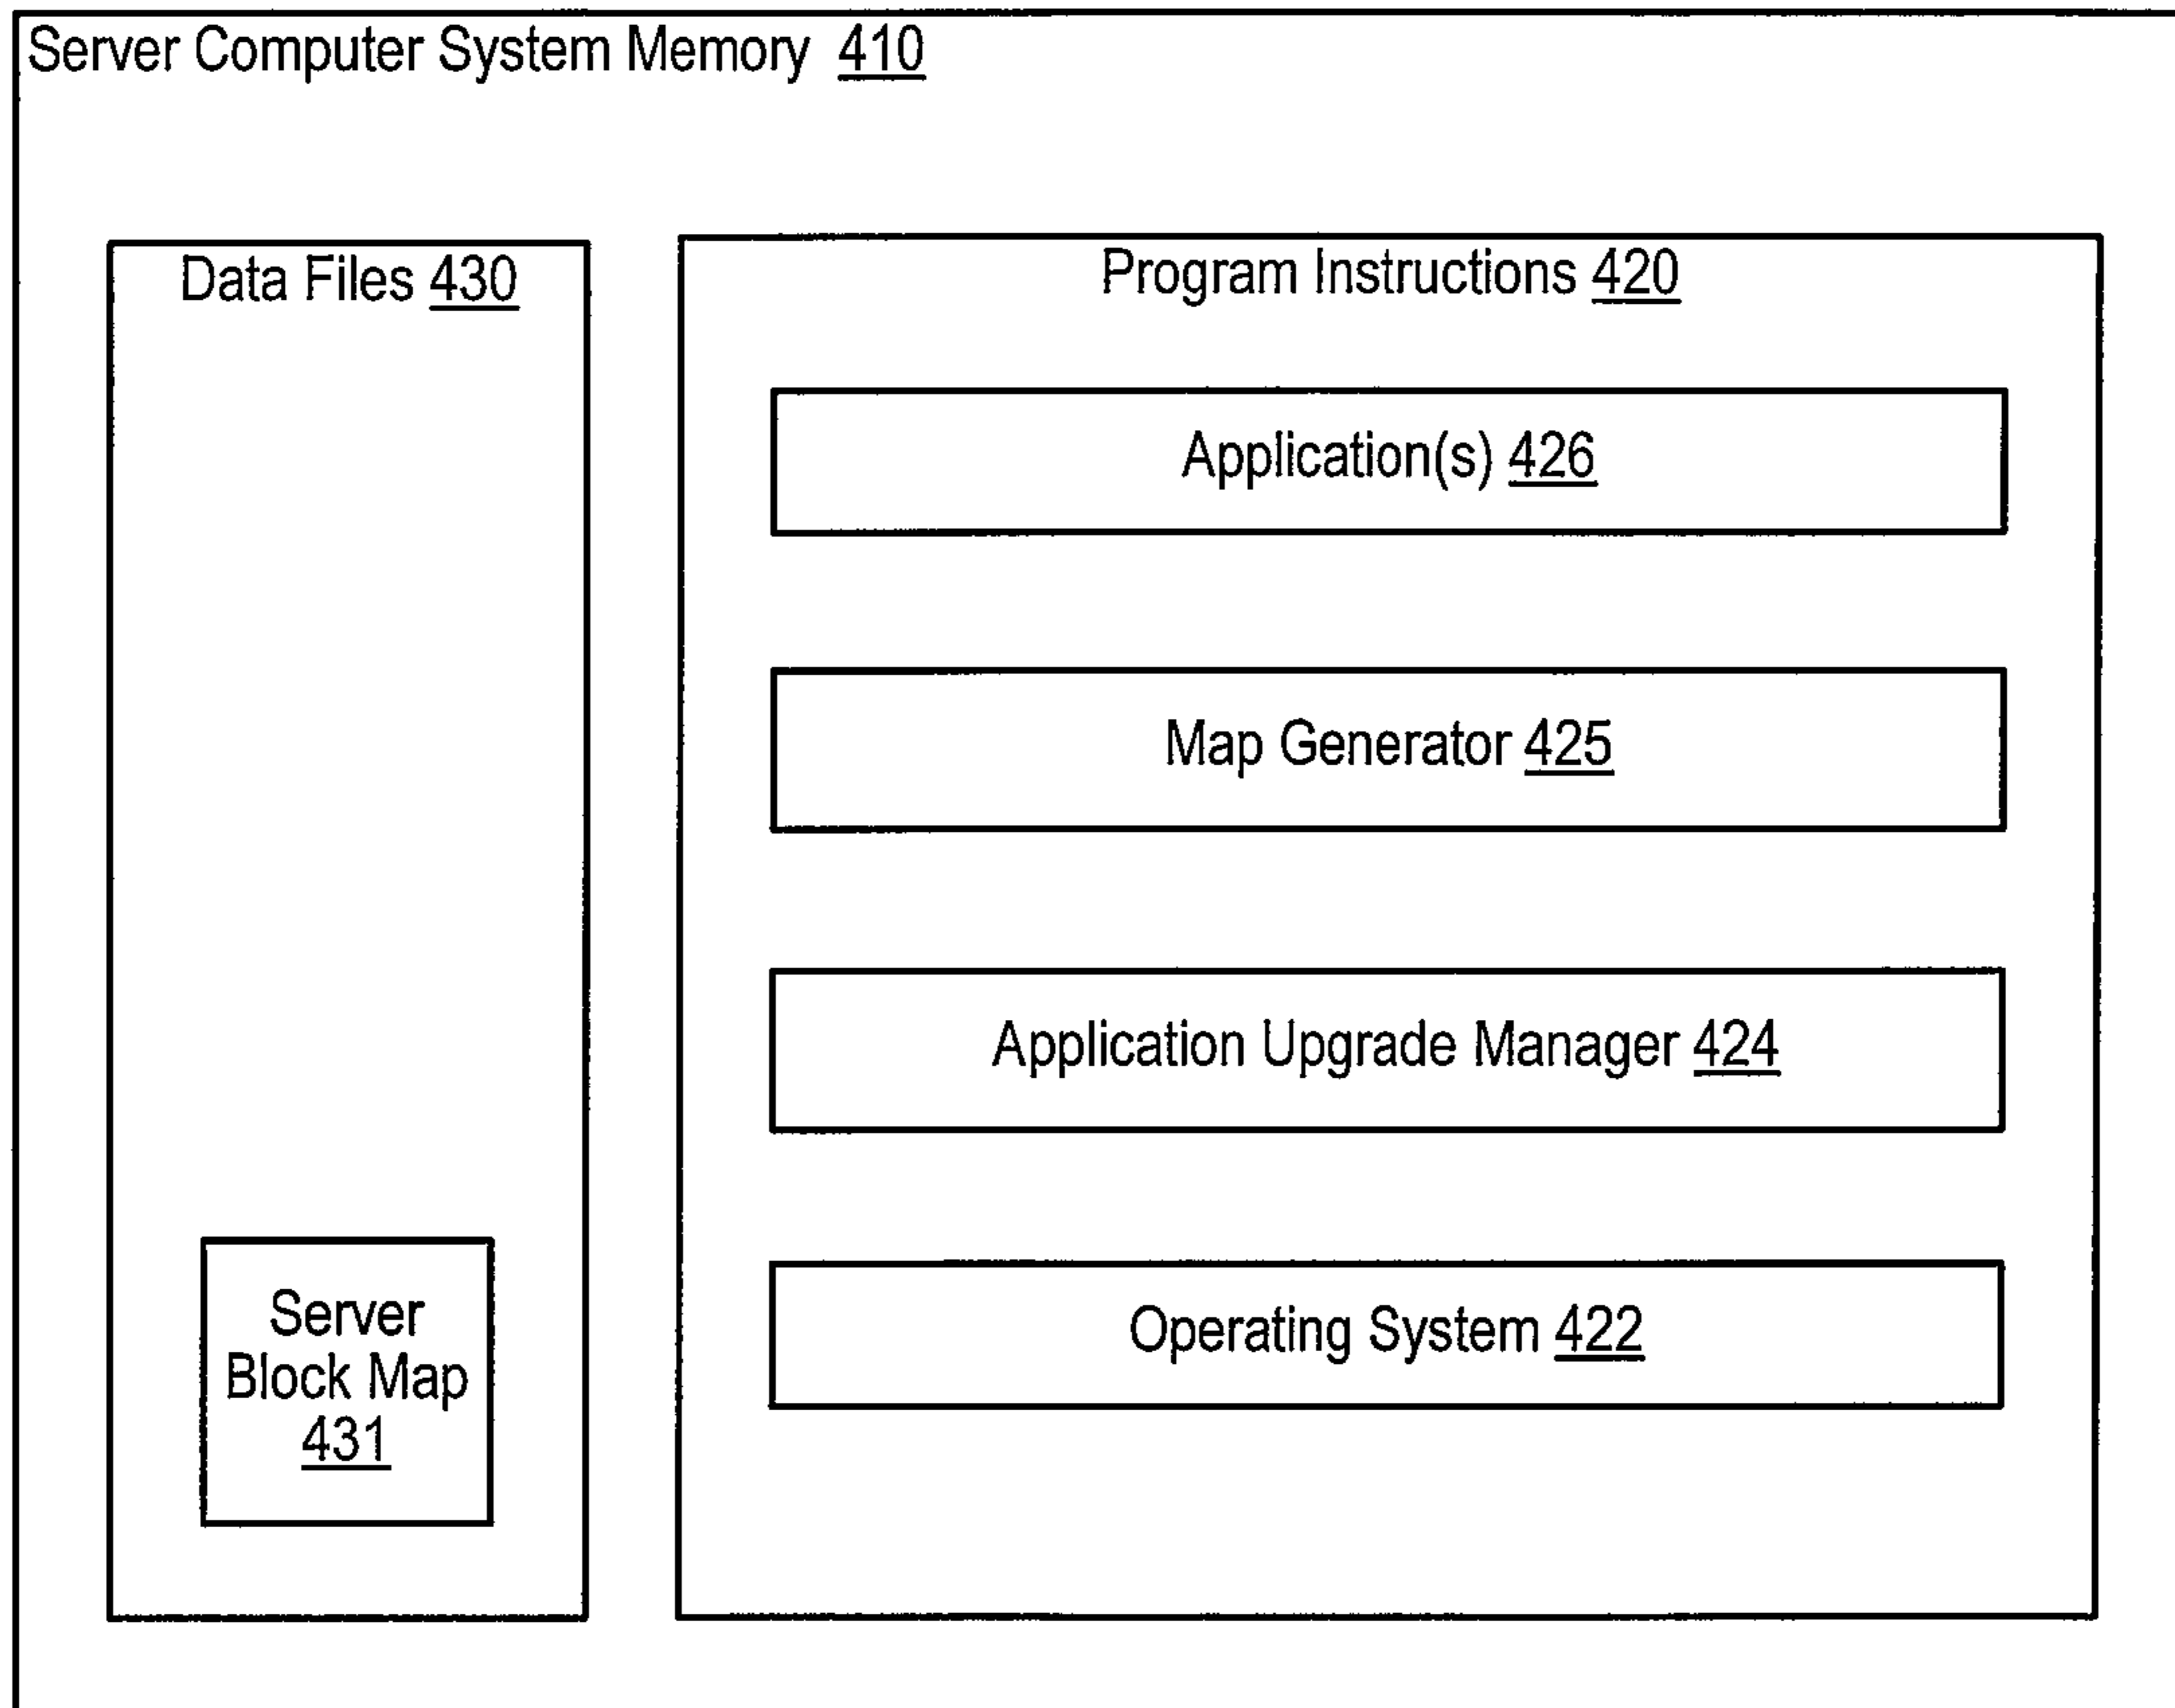 Server Computer System Memory 410
Data Files 430
Server
Block Map
431
Program Instructions 420
Application(s) 426
Map Generator 425
Application Upgrade Manager 424
Operating System 422